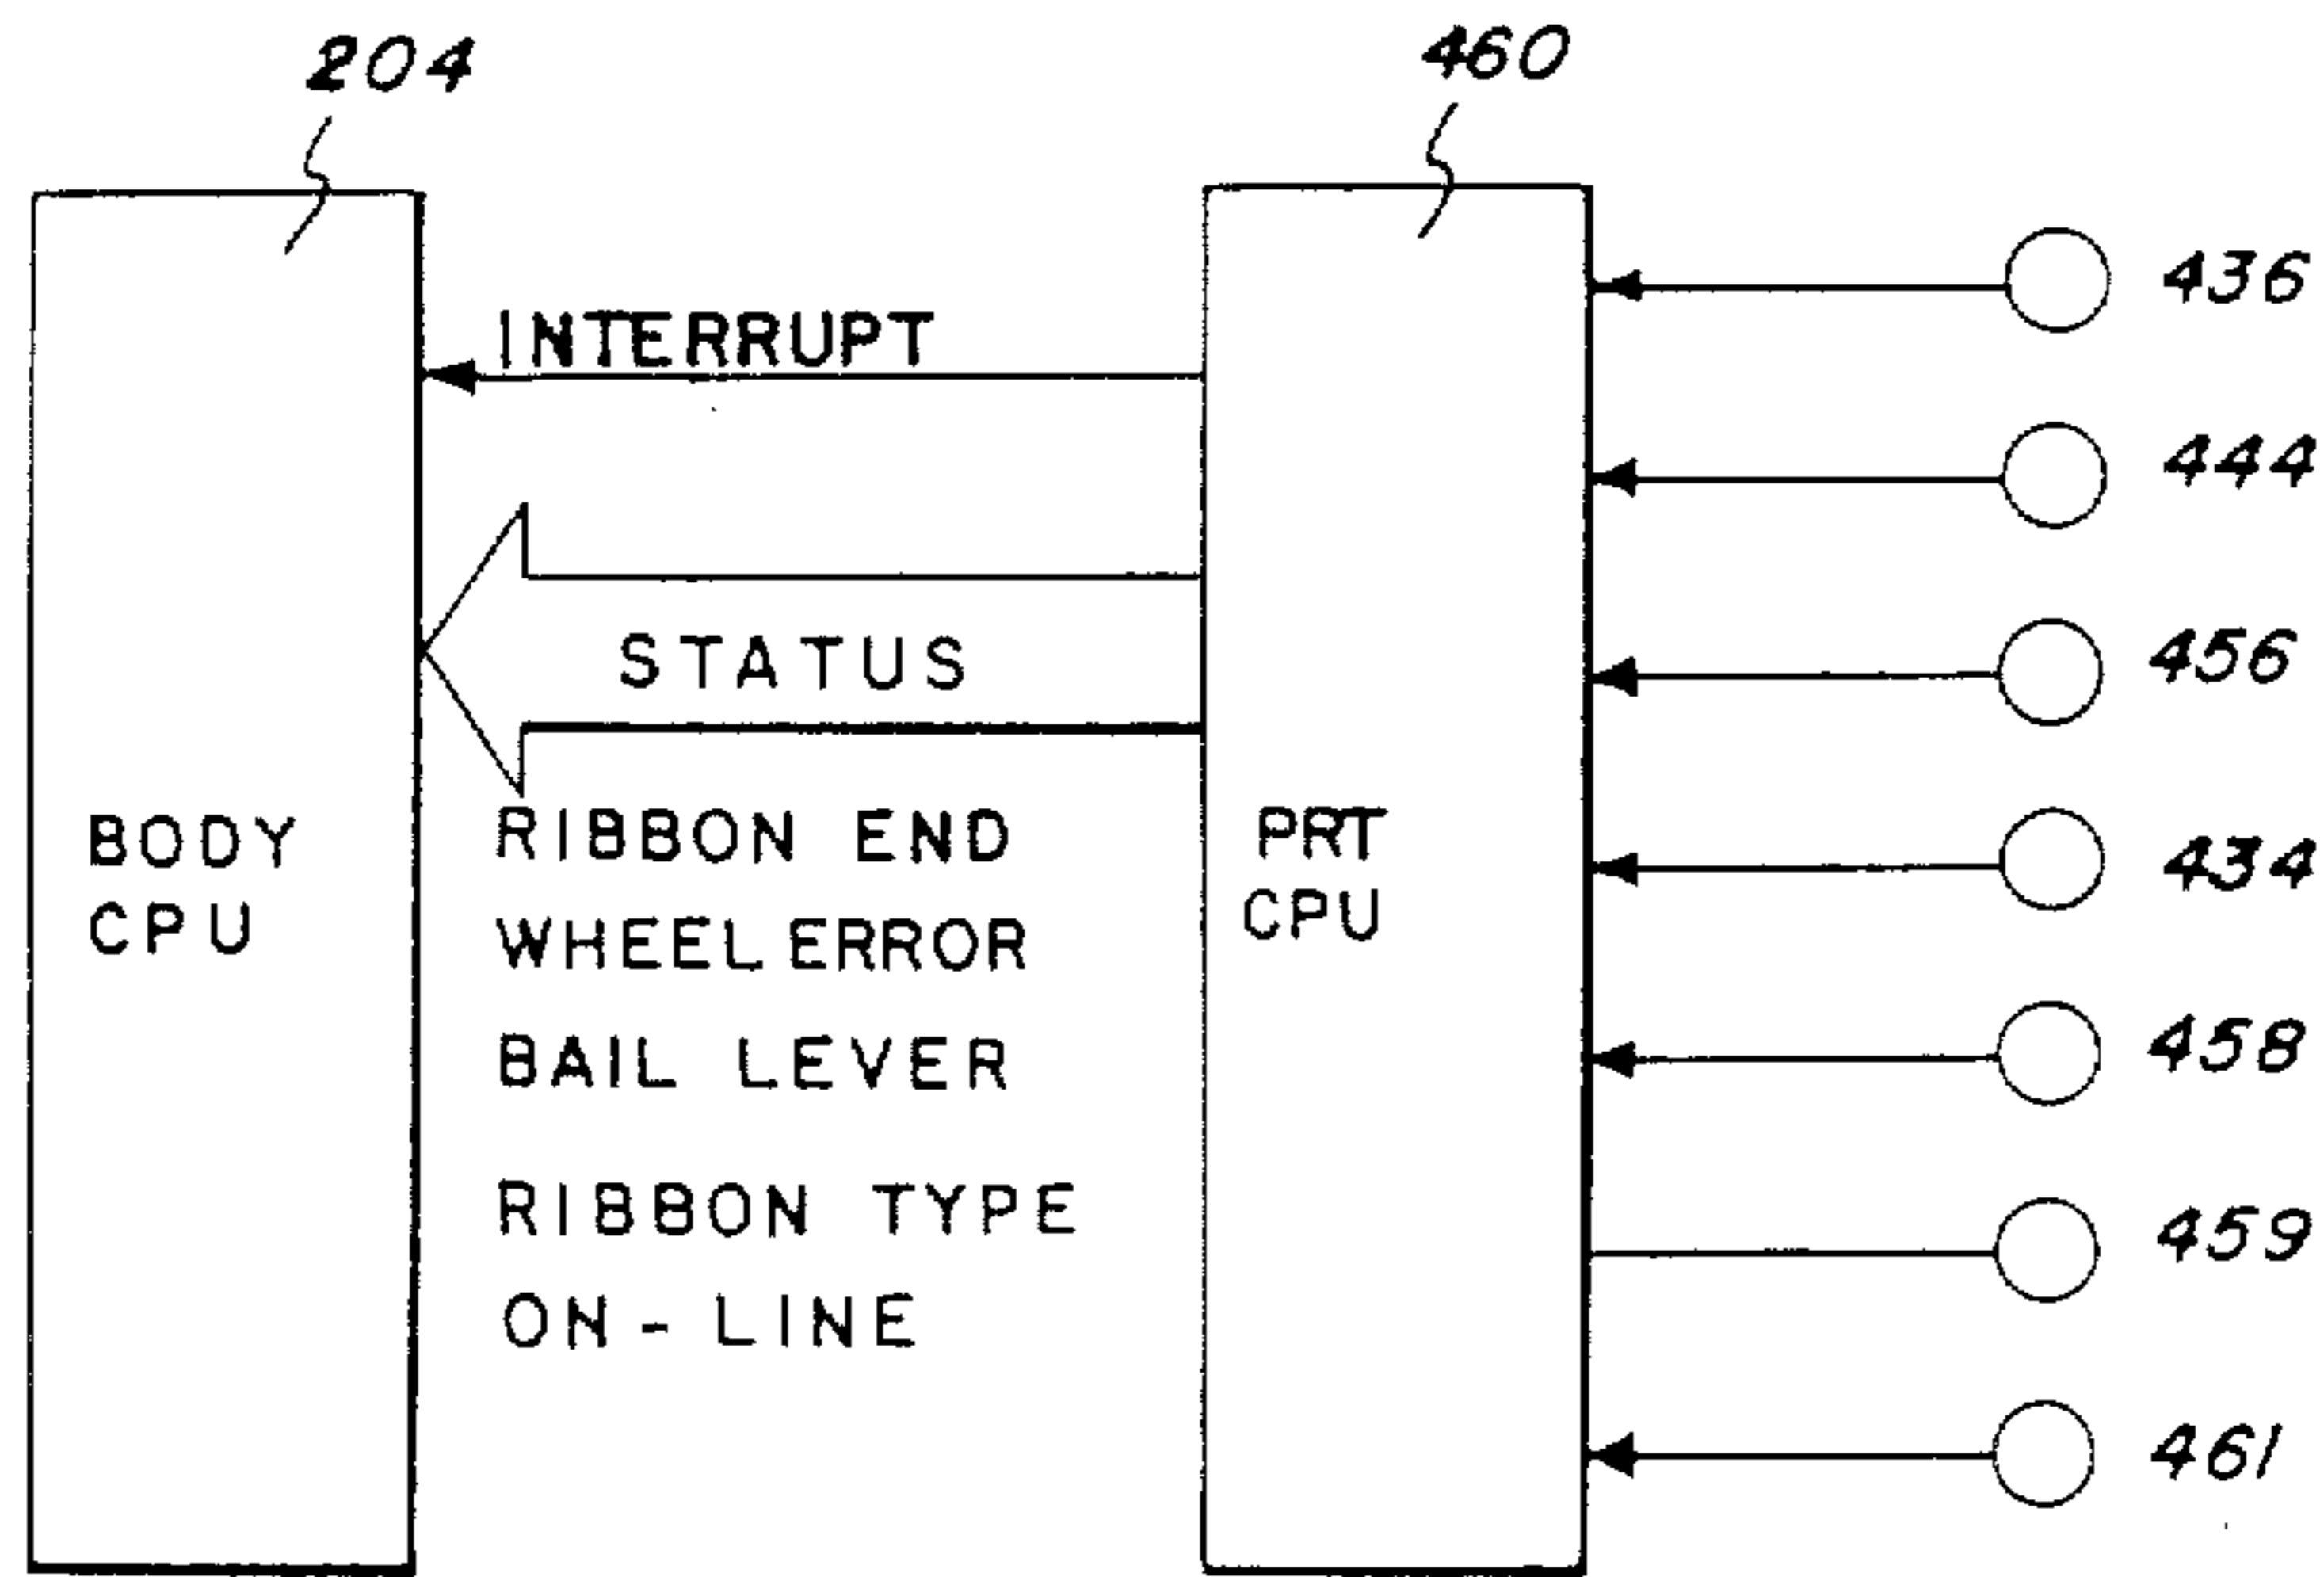 204
460
INTERRUPT
STATUS
BODY
CPU
RIBBON END
WHEEL ERROR
BAIL LEVER
RIBBON TYPE
ON-LINE
PRT
CPU
436
444
456
434
458
459
461